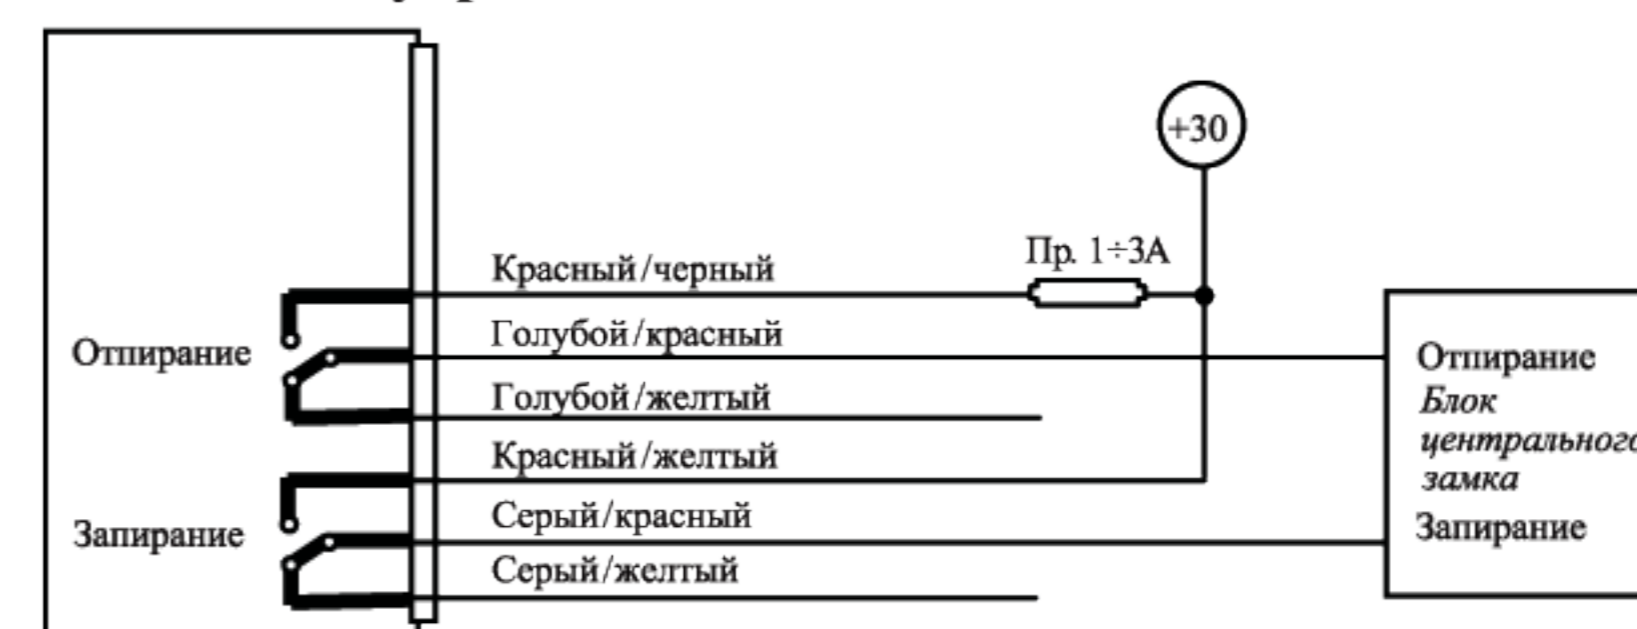 +30
Пр. 1÷3А
Красный/черный
Голубой/красный
Отпирание
Голубой/желтый
Красный/желтый
Запирание
Серый/красный
Серый/желтый
Отпирание
Блок
центрального
замка
Запирание